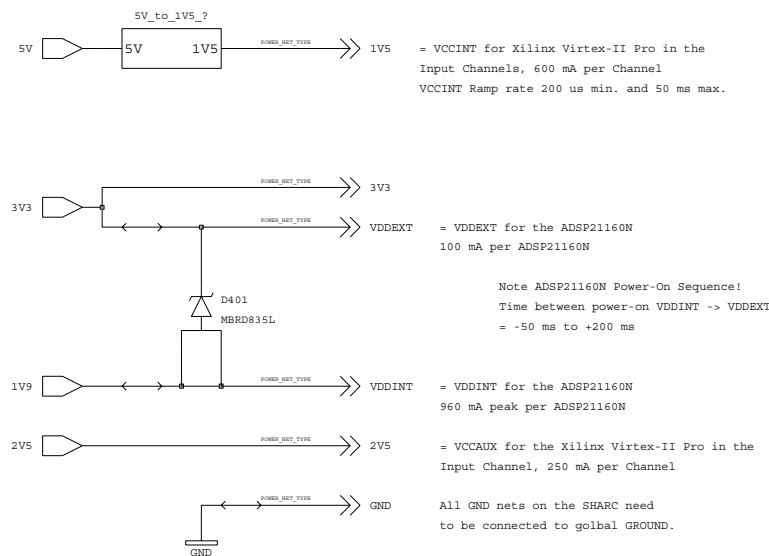 5V_to_1V5_?
5V
5V
1V5
POWER_NET_TYPE
1V5
= VCCINT for Xilinx Virtex-II Pro in the
Input Channels, 600 mA per Channel
VCCINT Ramp rate 200 us min. and 50 ms max.
POWER_NET_TYPE
3V3
3V3
POWER_NET_TYPE
VDDEXT
= VDDEXT for the ADSP21160N
100 mA per ADSP21160N
Note ADSP21160N Power-On Sequence!
Time between power-on VDDINT -> VDDEXT
= -50 ms to +200 ms
D401
MBRD835L
1V9
POWER_NET_TYPE
VDDINT
= VDDINT for the ADSP21160N
960 mA peak per ADSP21160N
2V5
POWER_NET_TYPE
2V5
= VCCAUX for the Xilinx Virtex-II Pro in the
Input Channel, 250 mA per Channel
POWER_NET_TYPE
GND
All GND nets on the SHARC need
to be connected to golbal GROUND.
GND